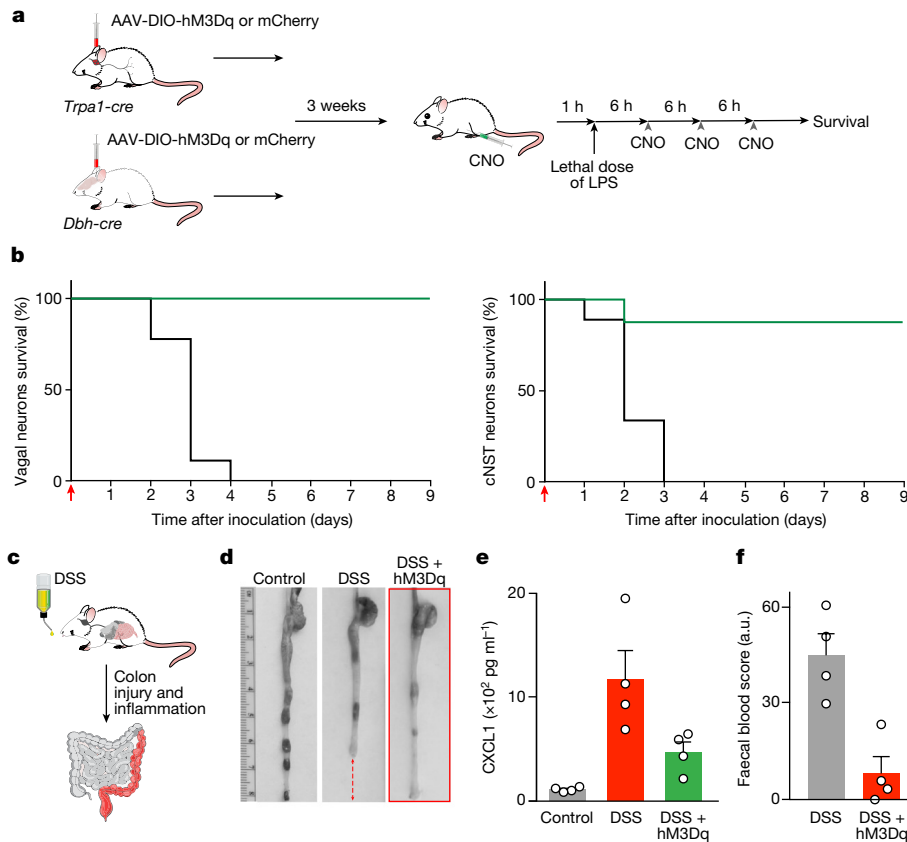 a
AAV-DIO-hM3Dq or mCherry
Trpa1-cre
AAV-DIO-hM3Dq or mCherry
Dbh-cre
3 weeks
CNO
1 h
6 h
6 h
6 h
Lethal dose
of LPS
CNO
CNO
CNO
Survival
b
Vagal neurons survival (%)
100
50
0
1
2
3
4
5
6
7
8
9
Time after inoculation (days)
cNST neurons survival (%)
100
50
0
1
2
3
4
5
6
7
8
9
Time after inoculation (days)
c
DSS
Colon
injury and
inflammation
d
Control
DSS
DSS +
hM3Dq
e
CXCL1 (×10² pg ml⁻¹)
20
10
0
Control
DSS
DSS +
hM3Dq
f
Faecal blood score (a.u.)
60
30
0
DSS
DSS +
hM3Dq